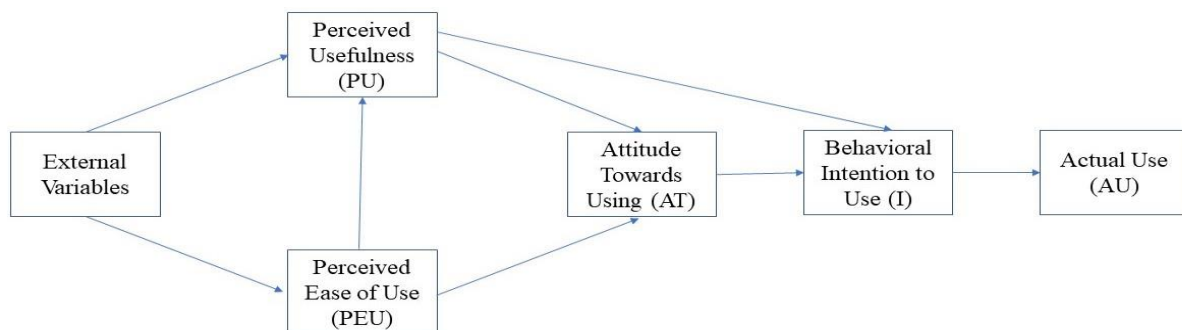 Perceived
Usefulness
(PU)
External
Variables
Attitude
Towards
Using (AT)
Behavioral
Intention to
Use (I)
Actual Use
(AU)
Perceived
Ease of Use
(PEU)